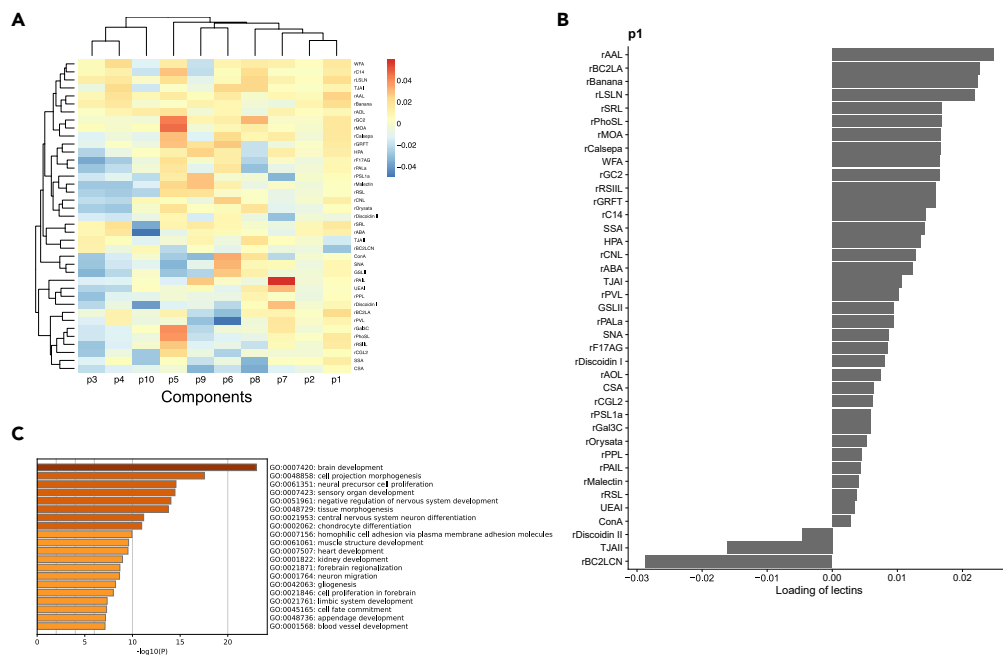 A
WFA
rC14
rLSLN
TJAI
rAAL
rBanana
rAOL
rGC2
rMOA
rCalsepa
rGRFT
HPA
rF17AG
rPALa
rPSL1a
rMalectin
rRSL
rCNL
rOrysata
rDiscoidin II
rSRL
rABA
TJAII
rBC2LCN
ConA
SNA
GSLII
rPAIL
UEAI
rPPL
rDiscoidin I
rBC2LA
rPVL
rGal3C
rPhoSL
rRSIIL
rCGL2
SSA
CSA
0.04
0.02
0
−0.02
−0.04
p3 p4 p10 p5 p9 p6 p8 p7 p2 p1
Components
B
p1
rAAL
rBC2LA
rBanana
rLSLN
rSRL
rPhoSL
rMOA
rCalsepa
WFA
rGC2
rRSIIL
rGRFT
rC14
SSA
HPA
rCNL
rABA
TJAI
rPVL
GSLII
rPALa
SNA
rF17AG
rDiscoidin I
rAOL
CSA
rCGL2
rPSL1a
rGal3C
rOrysata
rPPL
rPAIL
rMalectin
rRSL
UEAI
ConA
rDiscoidin II
TJAII
rBC2LCN
−0.03 −0.02 −0.01 0.00 0.01 0.02
Loading of lectins
C
GO:0007420: brain development
GO:0048858: cell projection morphogenesis
GO:0061351: neural precursor cell proliferation
GO:0007423: sensory organ development
GO:0051961: negative regulation of nervous system development
GO:0048729: tissue morphogenesis
GO:0021953: central nervous system neuron differentiation
GO:0002062: chondrocyte differentiation
GO:0007156: homophilic cell adhesion via plasma membrane adhesion molecules
GO:0061061: muscle structure development
GO:0007507: heart development
GO:0001822: kidney development
GO:0021871: forebrain regionalization
GO:0001764: neuron migration
GO:0042063: gliogenesis
GO:0021846: cell proliferation in forebrain
GO:0021761: limbic system development
GO:0045165: cell fate commitment
GO:0048736: appendage development
GO:0001568: blood vessel development
0 5 10 15 20
-log10(P)